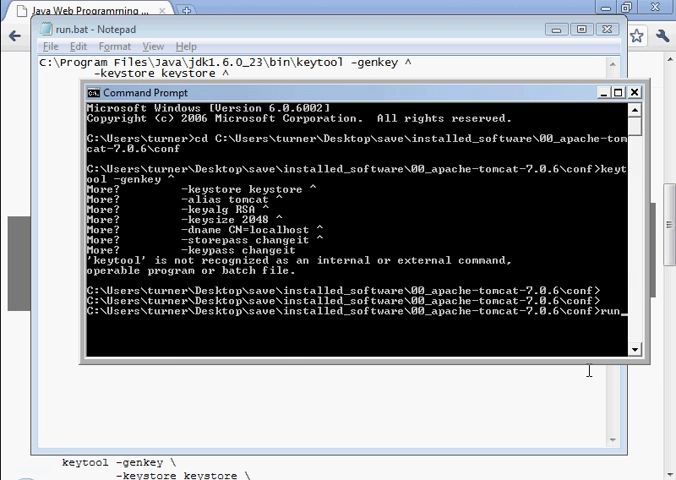 Java Web Programming ...
run.bat - Notepad
File Edit Format View Help
C:\Program Files\Java\jdk1.6.0_23\bin\keytool -genkey ^
-keystore keystore ^
Command Prompt
Microsoft Windows [Version 6.0.6002]
Copyright (c) 2006 Microsoft Corporation.  All rights reserved.
C:\Users\turner>cd C:\Users\turner\Desktop\save\installed_software\00_apache-tom
cat-7.0.6\conf
C:\Users\turner\Desktop\save\installed_software\00_apache-tomcat-7.0.6\conf>keyt
ool -genkey ^
More?         -keystore keystore ^
More?         -alias tomcat ^
More?         -keyalg RSA ^
More?         -keysize 2048 ^
More?         -dname CN=localhost ^
More?         -storepass changeit ^
More?         -keypass changeit
'keytool' is not recognized as an internal or external command,
operable program or batch file.
C:\Users\turner\Desktop\save\installed_software\00_apache-tomcat-7.0.6\conf>
C:\Users\turner\Desktop\save\installed_software\00_apache-tomcat-7.0.6\conf>
C:\Users\turner\Desktop\save\installed_software\00_apache-tomcat-7.0.6\conf>run_
keytool -genkey \
-keystore keystore \